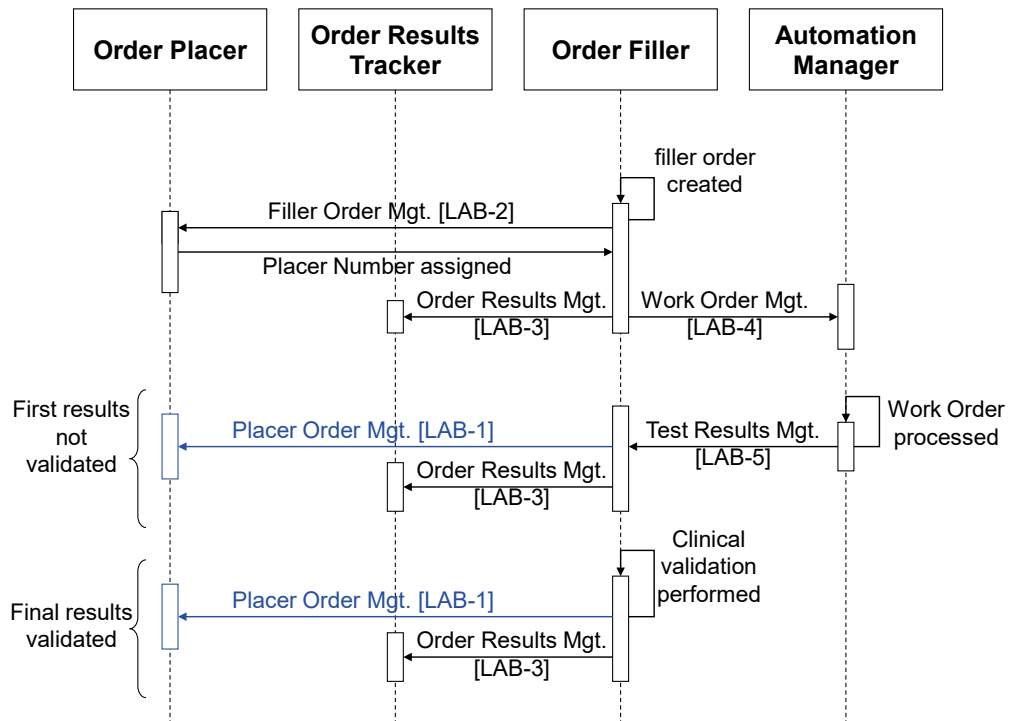 Order Placer
Order Results
Tracker
Order Filler
Automation
Manager
filler order
created
Filler Order Mgt. [LAB-2]
Placer Number assigned
Order Results Mgt.
[LAB-3]
Work Order Mgt.
[LAB-4]
First results
not
validated
Placer Order Mgt. [LAB-1]
Test Results Mgt.
[LAB-5]
Work Order
processed
Order Results Mgt.
[LAB-3]
Clinical
validation
performed
Final results
validated
Placer Order Mgt. [LAB-1]
Order Results Mgt.
[LAB-3]